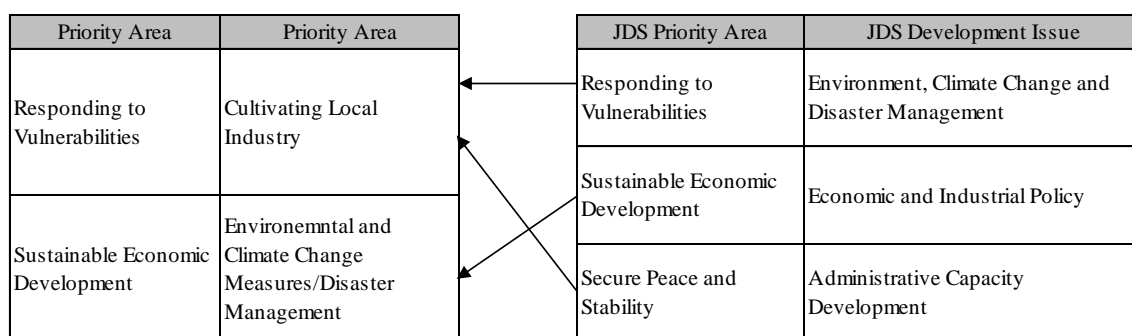 Priority Area
Priority Area
Responding to
Vulnerabilities
Cultivating Local
Industry
Sustainable Economic
Development
Environemntal and
Climate Change
Measures/Disaster
Management
JDS Priority Area
JDS Development Issue
Responding to
Vulnerabilities
Environment, Climate Change and
Disaster Management
Sustainable Economic
Development
Economic and Industrial Policy
Secure Peace and
Stability
Administrative Capacity
Development